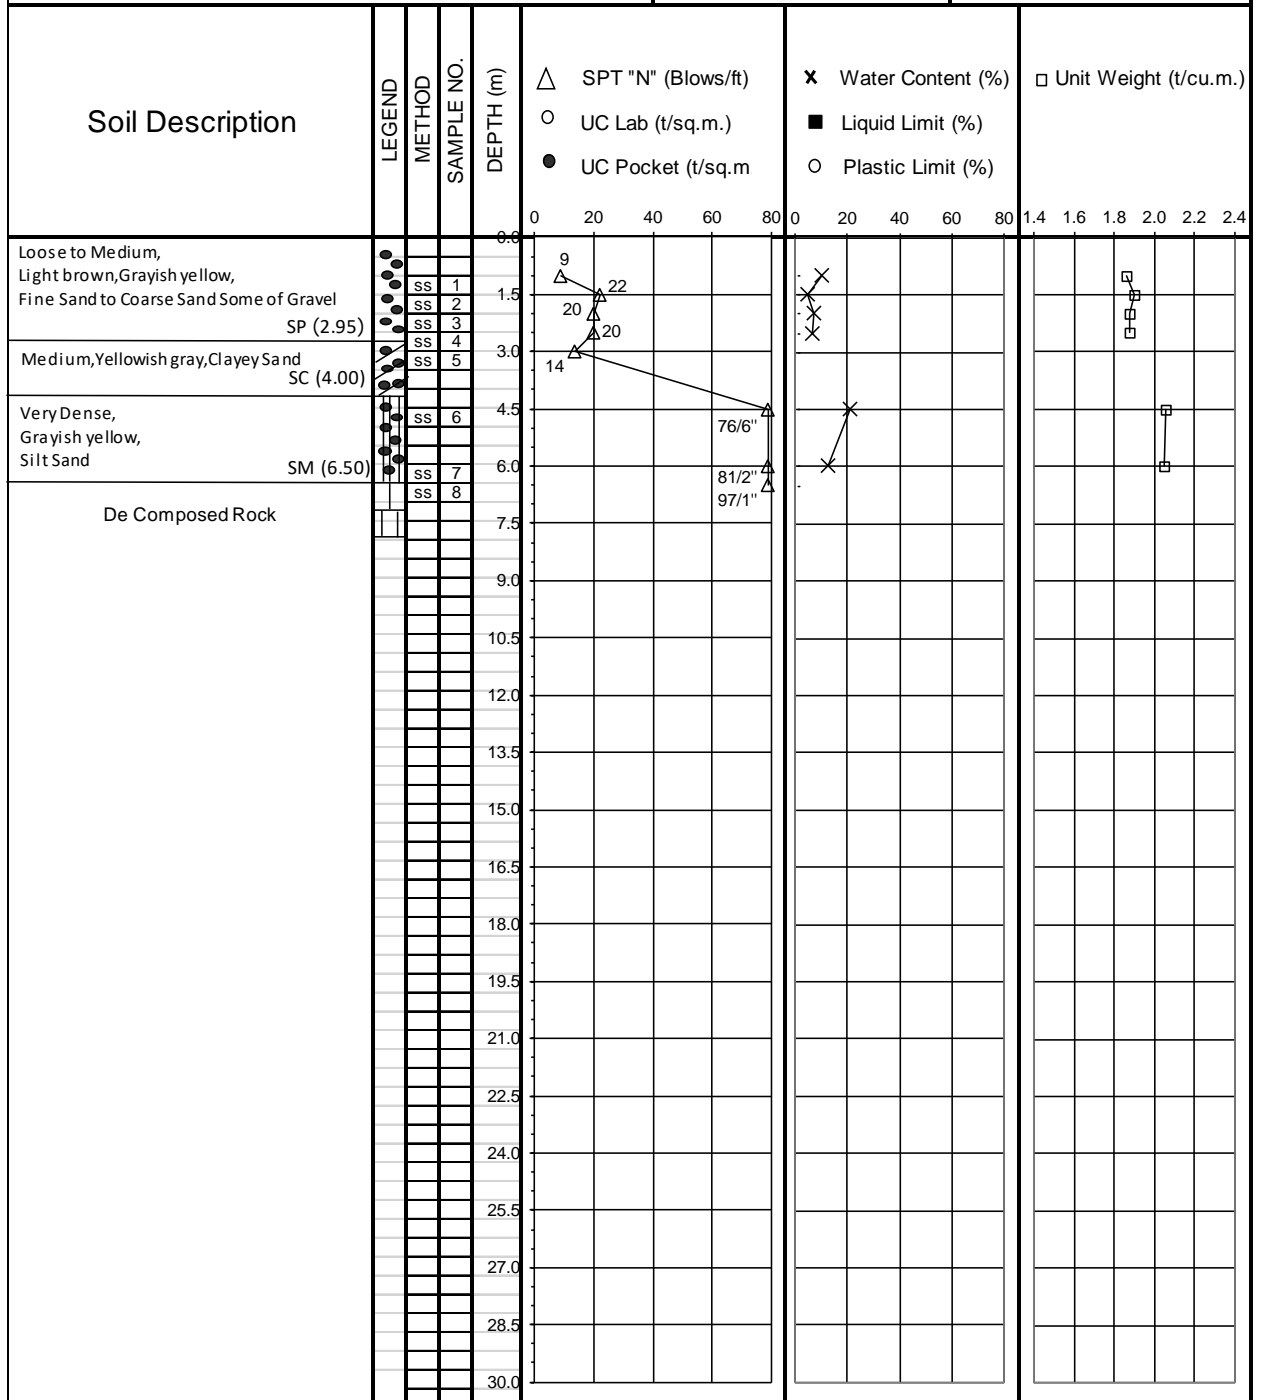 Soil Description
LEGEND
METHOD
SAMPLE NO.
DEPTH (m)
SPT "N" (Blows/ft)
UC Lab (t/sq.m.)
UC Pocket (t/sq.m
Water Content (%)
Liquid Limit (%)
Plastic Limit (%)
Unit Weight (t/cu.m.)
0 20 40 60 80
0 20 40 60 80
1.4 1.6 1.8 2.0 2.2 2.4
Loose to Medium,
Light brown,Grayish yellow,
Fine Sand to Coarse Sand Some of Gravel
SP (2.95)
Medium,Yellowish gray,Clayey Sand
SC (4.00)
Very Dense,
Grayish yellow,
Silt Sand
SM (6.50)
De Composed Rock
ss 1
ss 2
ss 3
ss 4
ss 5
ss 6
ss 7
ss 8
0.0
1.5
3.0
4.5
6.0
7.5
9.0
10.5
12.0
13.5
15.0
16.5
18.0
19.5
21.0
22.5
24.0
25.5
27.0
28.5
30.0
9
22
20
20
14
76/6"
81/2"
97/1"